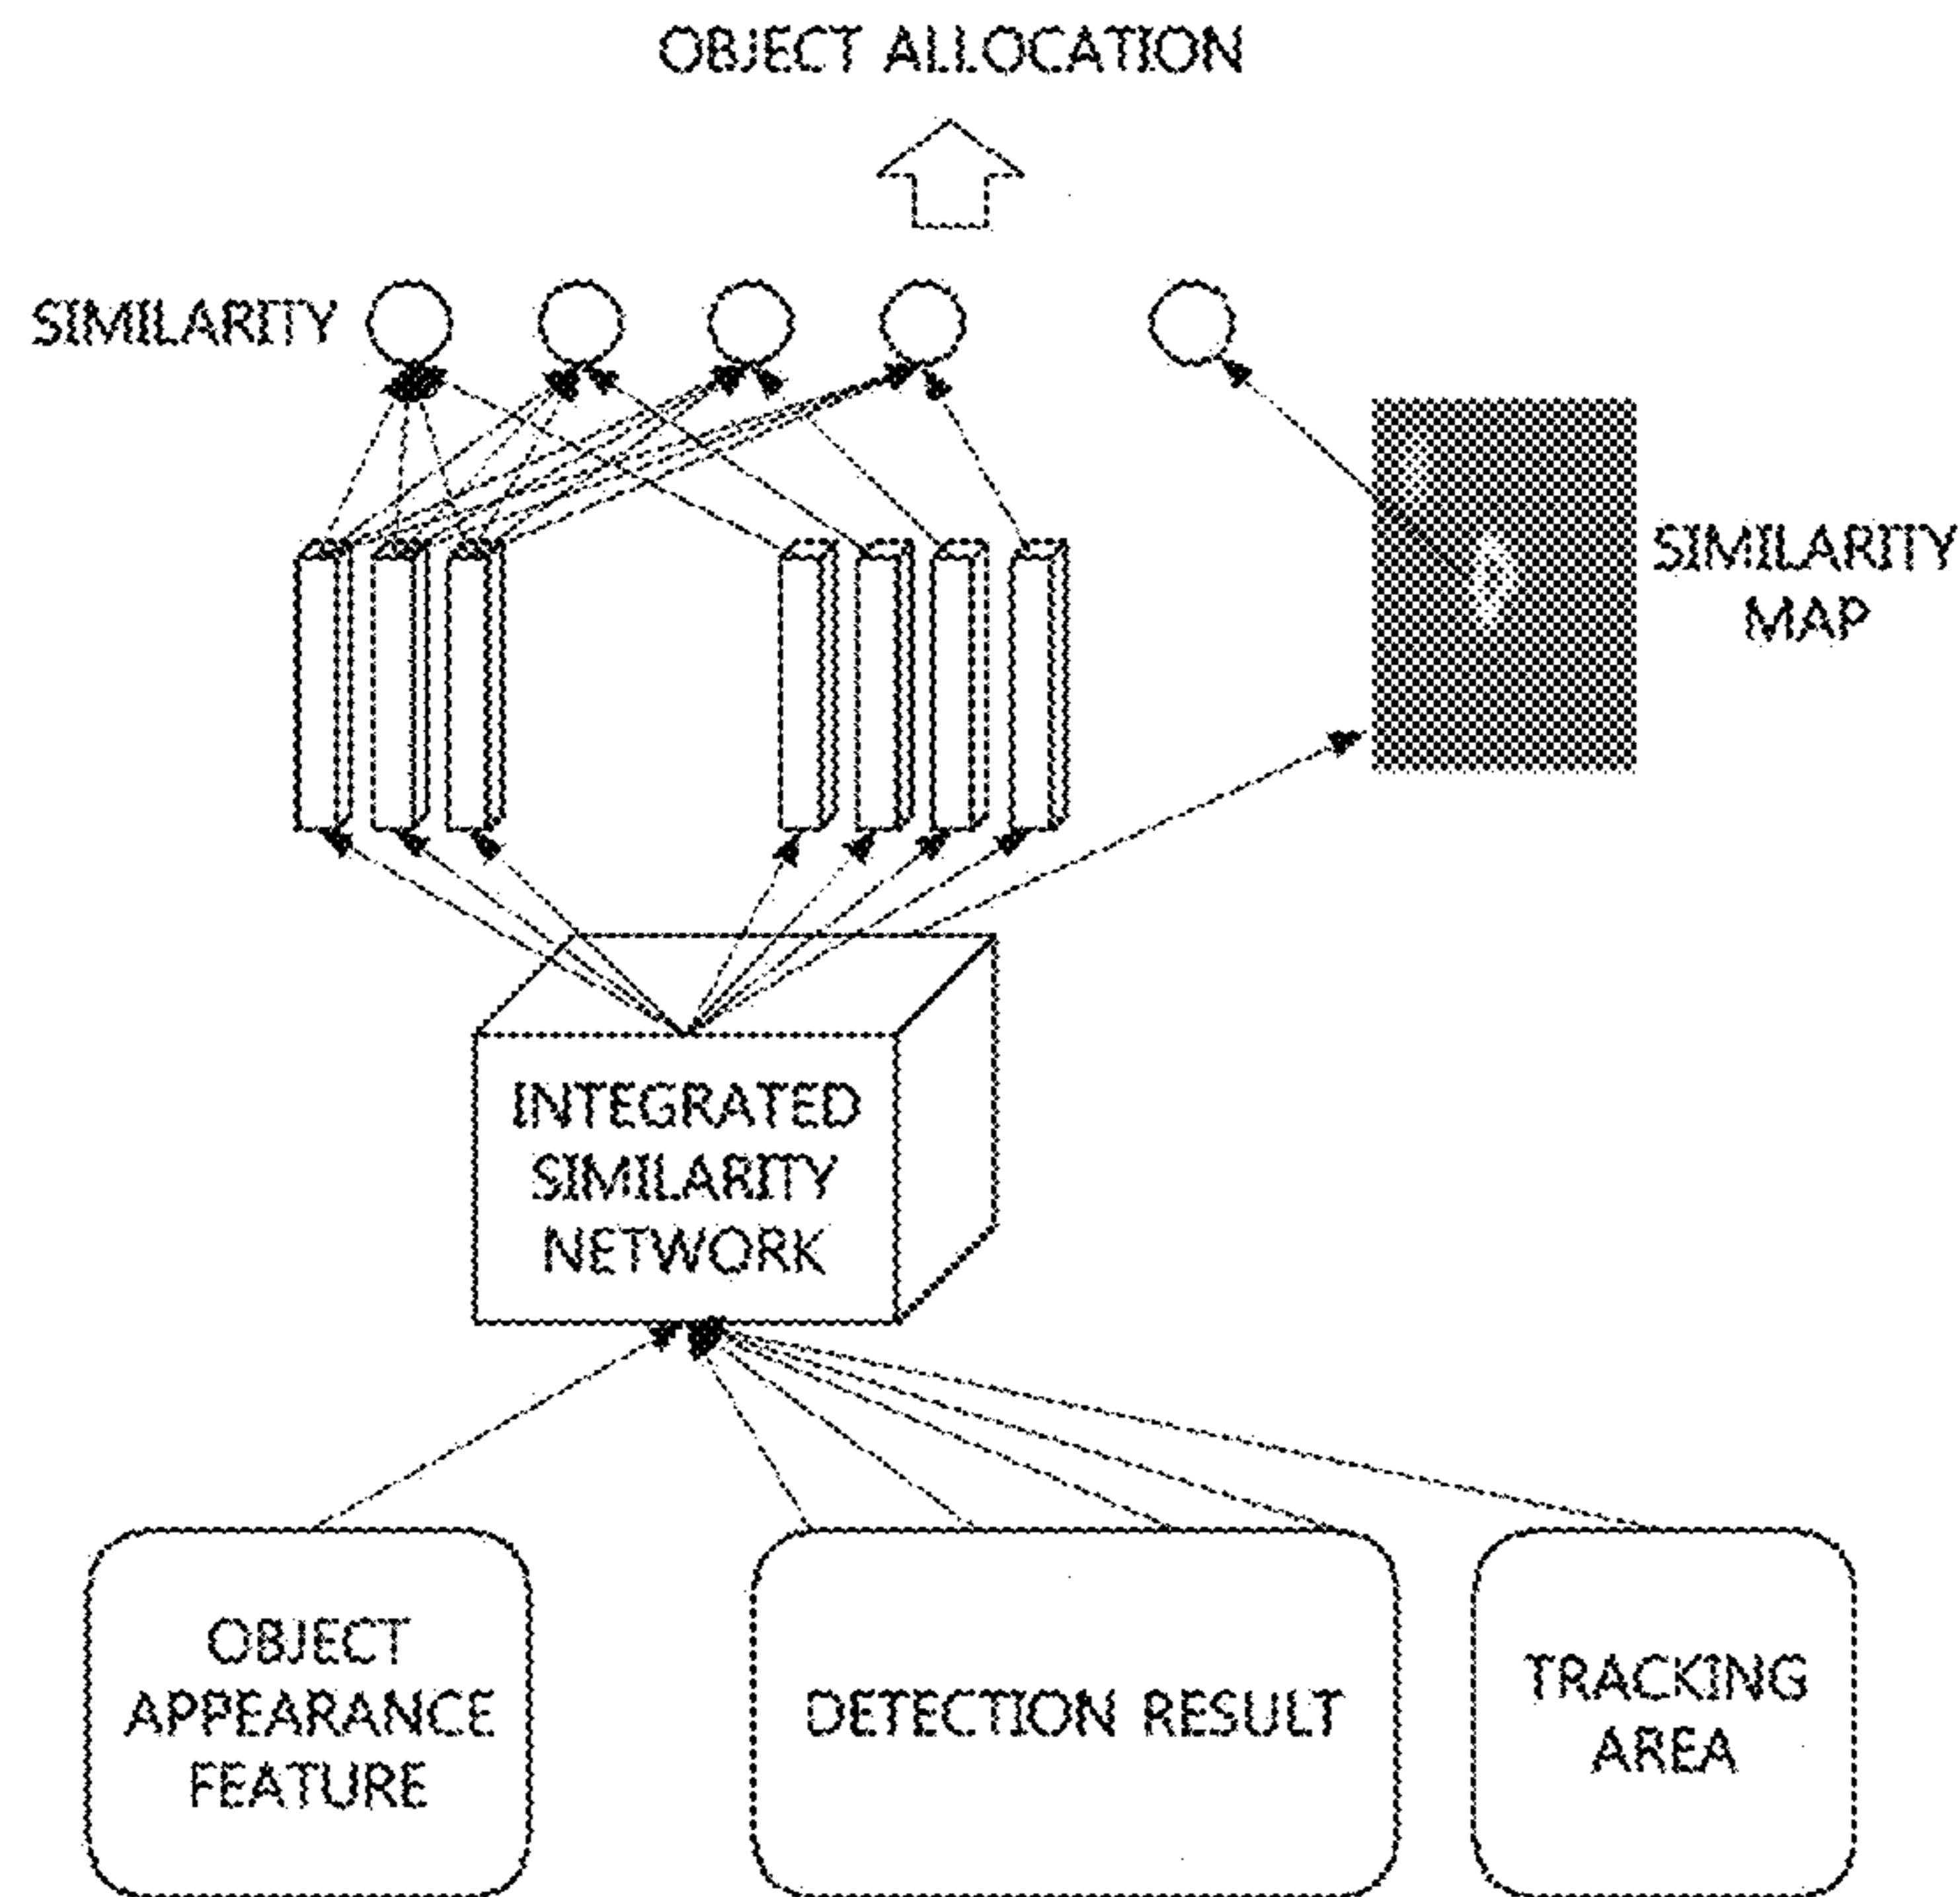 OBJECT ALLOCATION
SIMILARITY
SIMILARITY
MAP
INTEGRATED
SIMILARITY
NETWORK
OBJECT
APPEARANCE
FEATURE
DETECTION RESULT
TRACKING
AREA